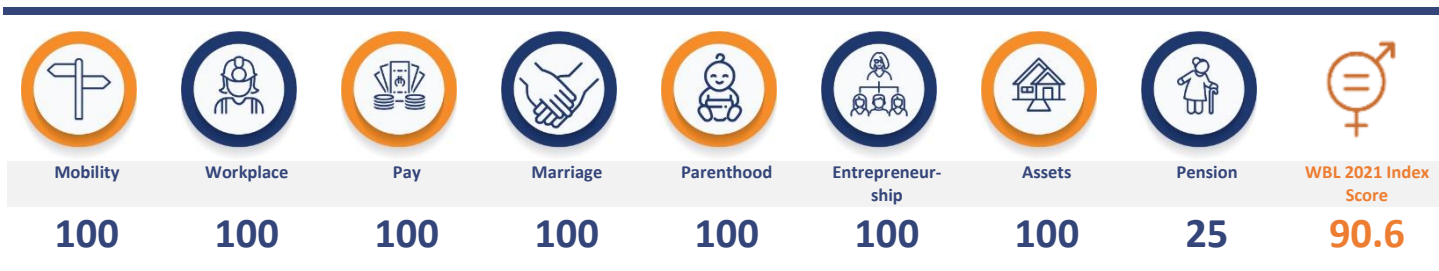 Mobility Workplace Pay Marriage Parenthood Entrepreneur-ship Assets Pension WBL 2021 Index Score
100 100 100 100 100 100 100 25 90.6